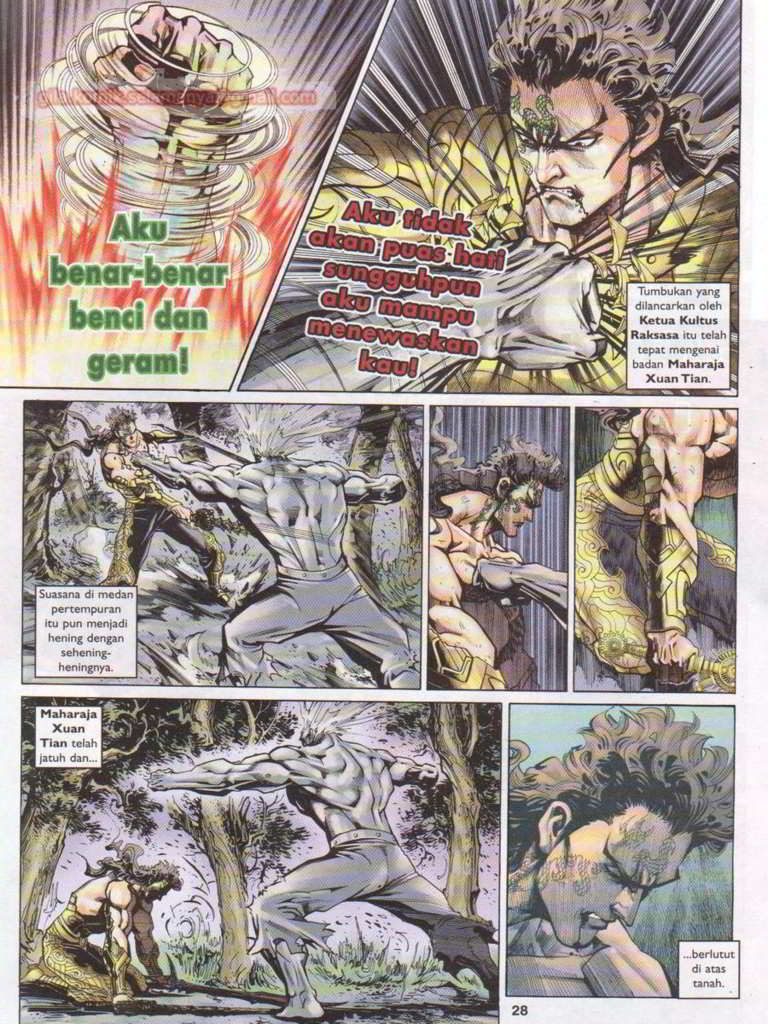 Aku
benar-benar
benci dan
geram!
Aku tidak
akan puas hati
sungguhpun
aku mampu
menewaskan
kau!
Tumbukan yang
dilancarkan oleh
Ketua Kultus
Raksasa itu telah
tepat mengenai
badan Maharaja
Xuan Tian.
Suasana di medan
pertempuran
itu pun menjadi
hening dengan
sehening-
heningnya.
Maharaja
Xuan
Tian telah
jatuh dan...
...berlutut
di atas
tanah.
28